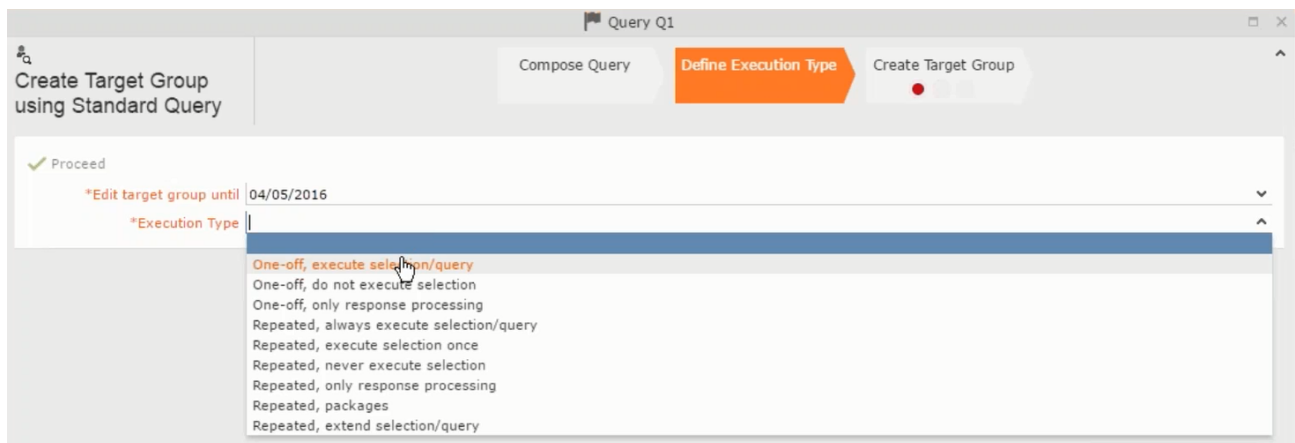 Query Q1
Create Target Group
using Standard Query
Compose Query
Define Execution Type
Create Target Group
Proceed
*Edit target group until 04/05/2016
*Execution Type
One-off, execute selection/query
One-off, do not execute selection
One-off, only response processing
Repeated, always execute selection/query
Repeated, execute selection once
Repeated, never execute selection
Repeated, only response processing
Repeated, packages
Repeated, extend selection/query